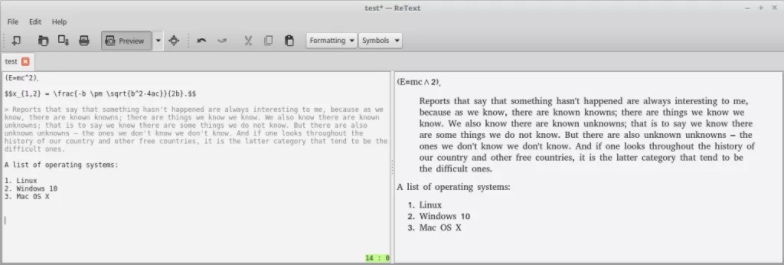 test* — ReText
File Edit Help
Preview Formatting Symbols
test
(E=mc^2),
$$x_{1,2} = \frac{-b \pm \sqrt{b^2-4ac}}{2b}.$$
> Reports that say that something hasn't happened are always interesting to me, because as we
know, there are known knowns; there are things we know we know. We also know there are known
unknowns; that is to say we know there are some things we do not know. But there are also
unknown unknowns – the ones we don't know we don't know. And if one looks throughout the
history of our country and other free countries, it is the latter category that tend to be the
difficult ones.
A list of operating systems:
1. Linux
2. Windows 10
3. Mac OS X
14 : 0
(E=mc ∧ 2),
Reports that say that something hasn't happened are always interesting to me,
because as we know, there are known knowns; there are things we know we
know. We also know there are known unknowns; that is to say we know there
are some things we do not know. But there are also unknown unknowns – the
ones we don't know we don't know. And if one looks throughout the history of
our country and other free countries, it is the latter category that tend to be
the difficult ones.
A list of operating systems:
1. Linux
2. Windows 10
3. Mac OS X